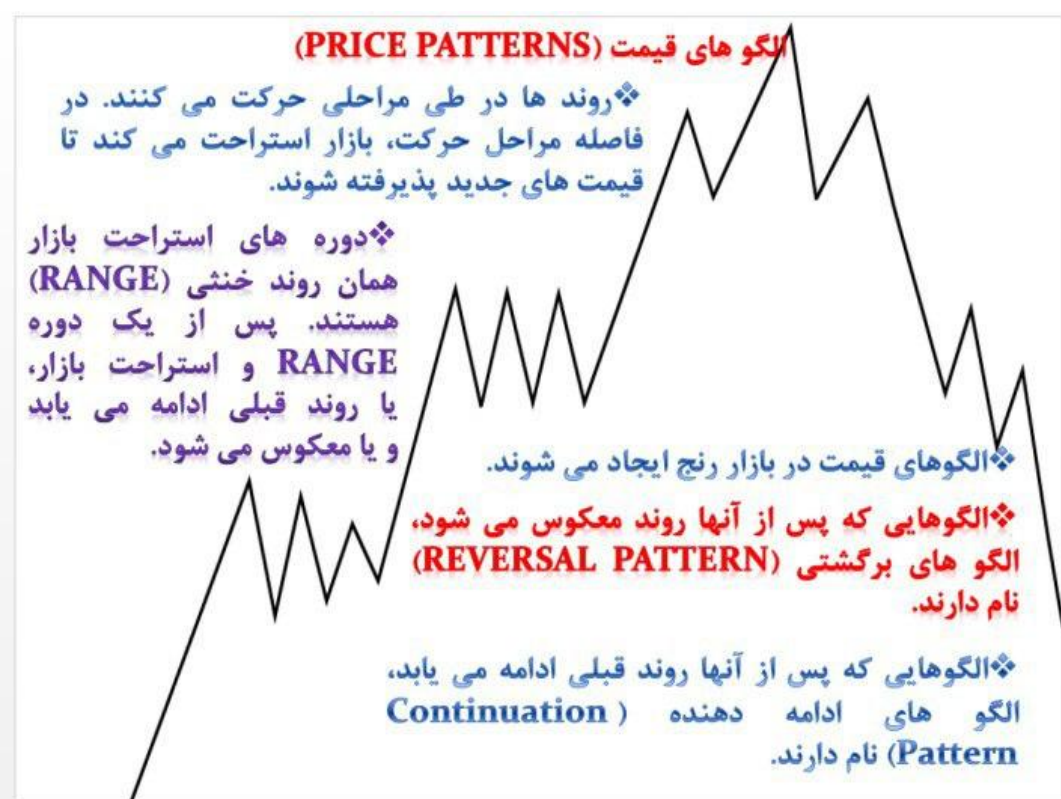 الگو های قیمت (PRICE PATTERNS)
❖روند ها در طی مراحلی حرکت می کنند. در
فاصله مراحل حرکت، بازار استراحت می کند تا
قیمت های جدید پذیرفته شوند.
❖دوره های استراحت بازار
همان روند خنثی (RANGE)
هستند. پس از یک دوره
RANGE و استراحت بازار،
یا روند قبلی ادامه می یابد
و یا معکوس می شود.
❖الگوهای قیمت در بازار رنج ایجاد می شوند.
❖الگوهایی که پس از آنها روند معکوس می شود،
الگو های برگشتی (REVERSAL PATTERN)
نام دارند.
❖الگوهایی که پس از آنها روند قبلی ادامه می یابد،
الگو های ادامه دهنده (Continuation
Pattern) نام دارند.